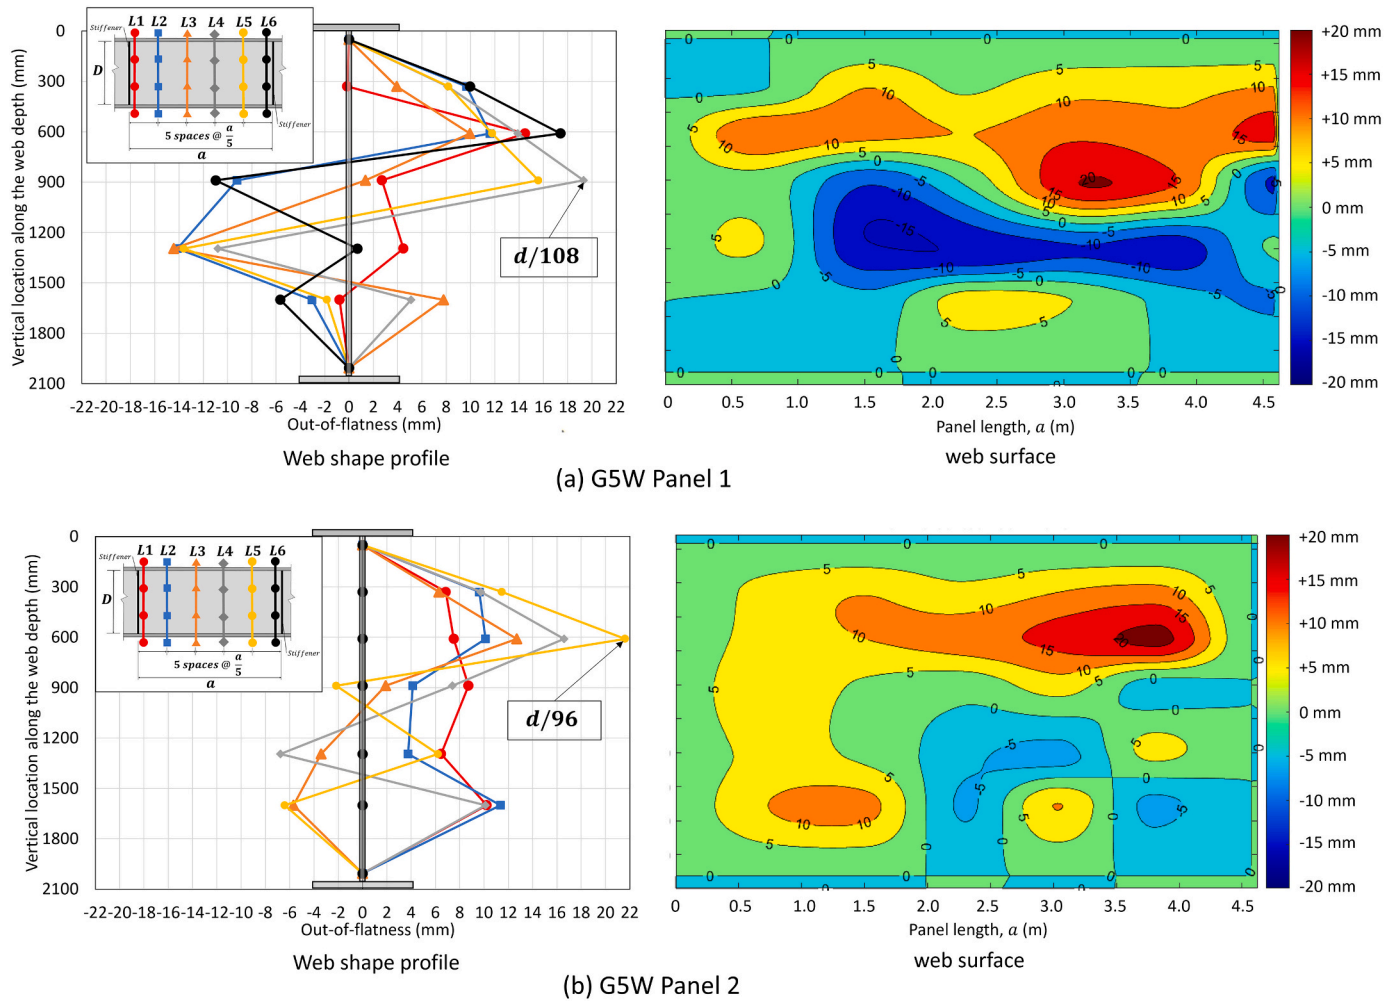 L1 L2 L3 L4 L5 L6
Stiffener
D
Stiffener
5 spaces @ a/5
a
0
300
600
900
1200
1500
1800
2100
Vertical location along the web depth (mm)
d/108
-22-20-18-16-14-12-10 -8 -6 -4 -2 0 2 4 6 8 10 12 14 16 18 20 22
Out-of-flatness (mm)
Web shape profile
+20 mm
+15 mm
+10 mm
+5 mm
0 mm
-5 mm
-10 mm
-15 mm
-20 mm
0 0.5 1.0 1.5 2.0 2.5 3.0 3.5 4.0 4.5
Panel length, a (m)
web surface
(a) G5W Panel 1
L1 L2 L3 L4 L5 L6
Stiffener
D
Stiffener
5 spaces @ a/5
a
0
300
600
900
1200
1500
1800
2100
Vertical location along the web depth (mm)
d/96
-22-20-18-16-14-12-10 -8 -6 -4 -2 0 2 4 6 8 10 12 14 16 18 20 22
Out-of-flatness (mm)
Web shape profile
+20 mm
+15 mm
+10 mm
+5 mm
0 mm
-5 mm
-10 mm
-15 mm
-20 mm
0 0.5 1.0 1.5 2.0 2.5 3.0 3.5 4.0 4.5
Panel length, a (m)
web surface
(b) G5W Panel 2